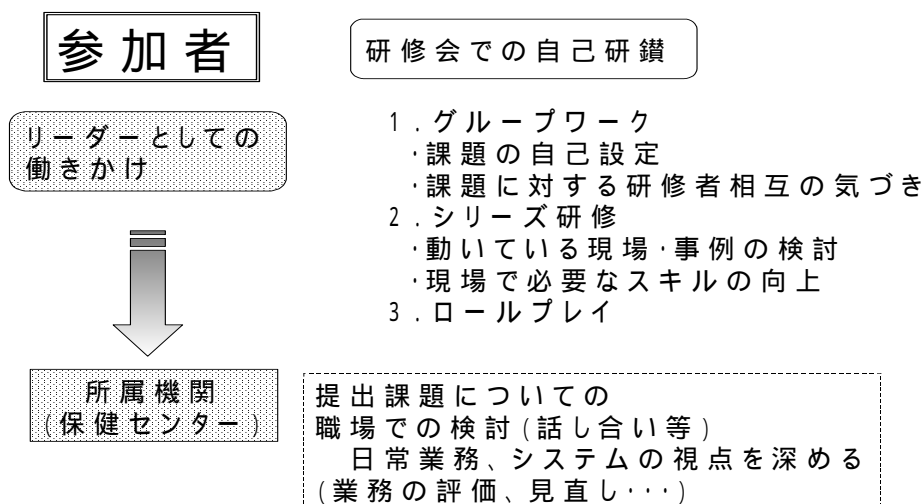 参加者
研修会での自己研鑚
リーダーとしての
働きかけ
1.グループワーク
・課題の自己設定
・課題に対する研修者相互の気づき
2.シリーズ研修
・動いている現場・事例の検討
・現場で必要なスキルの向上
3.ロールプレイ
所属機関
(保健センター)
提出課題についての
職場での検討(話し合い等)
日常業務、システムの視点を深める
(業務の評価、見直し・・・)